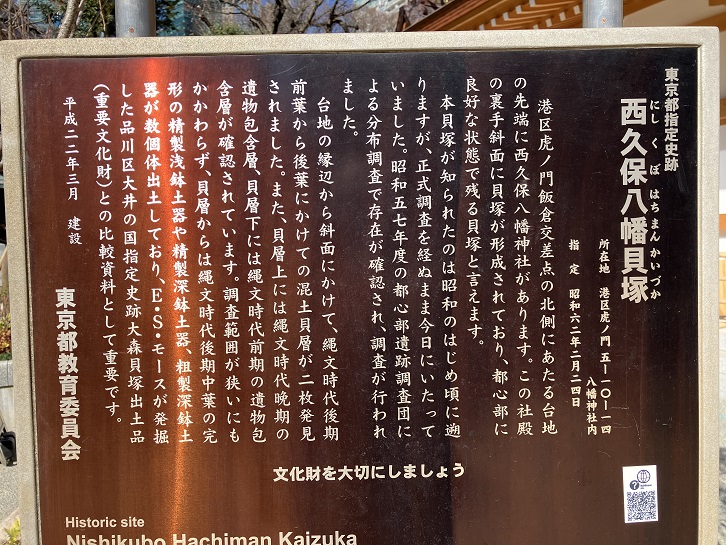 東京都指定史跡
西久保八幡貝塚
にしくぼはちまんかいづか
所在地 港区虎ノ門五―一〇―一四
八幡神社内
指定 昭和六二年二月二四日
港区虎ノ門飯倉交差点の北側にあたる台地
の先端に西久保八幡神社があります。この社殿
の裏手斜面に貝塚が形成されており、都心部に
良好な状態で残る貝塚と言えます。
本貝塚が知られたのは昭和のはじめ頃に遡
りますが、正式調査を経ぬまま今日にいたって
いました。昭和五七年度の都心部遺跡調査団に
よる分布調査で存在が確認され、調査が行われ
ました。
台地の縁辺から斜面にかけて、縄文時代後期
前葉から後葉にかけての混土貝層が二枚発見
されました。また、貝層上には縄文時代晩期の
遺物包含層、貝層下には縄文時代前期の遺物包
含層が確認されています。調査範囲が狭いにも
かかわらず、貝層からは縄文時代後期中葉の完
形の精製浅鉢土器や精製深鉢土器、粗製深鉢土
器が数個体出土しており、E・S・モースが発掘
した品川区大井の国指定史跡大森貝塚出土品
(重要文化財)との比較資料として重要です。
平成二二年三月 建設
東京都教育委員会
文化財を大切にしましょう
Historic site
Nishikubo Hachiman Kaizuka